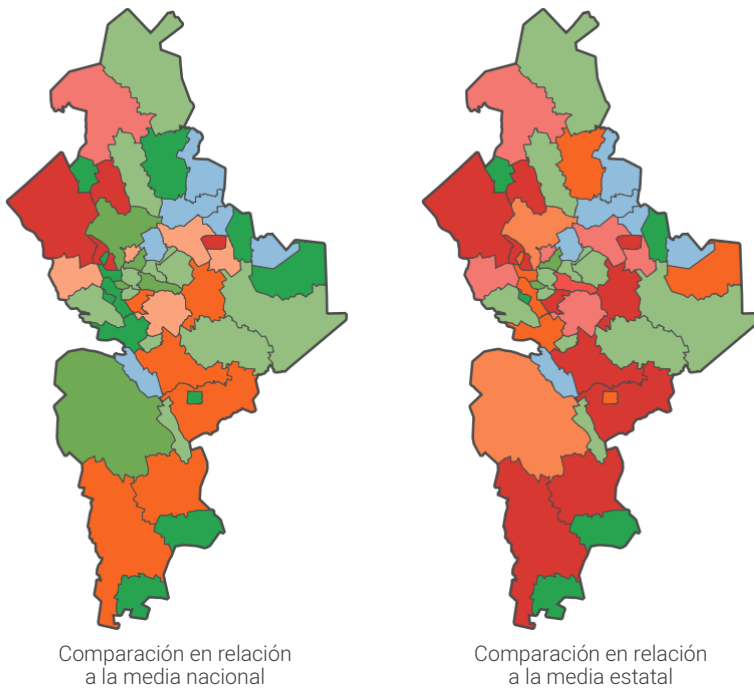 Comparación en relación
a la media nacional
Comparación en relación
a la media estatal